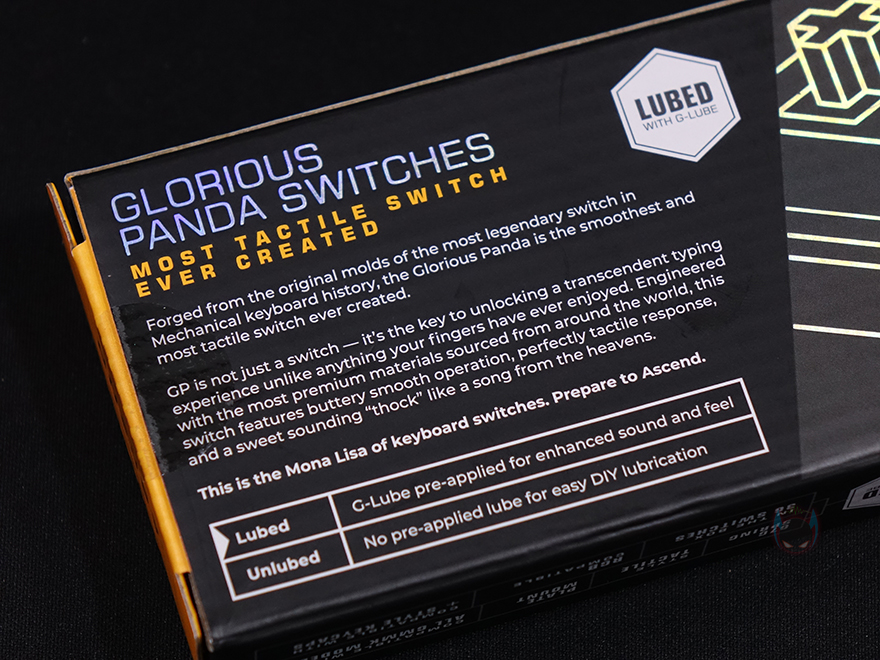 LUBED
WITH G-LUBE
GLORIOUS
PANDA SWITCHES
MOST TACTILE SWITCH
EVER CREATED
Forged from the original molds of the most legendary switch in
Mechanical keyboard history, the Glorious Panda is the smoothest and
most tactile switch ever created.
GP is not just a switch — it's the key to unlocking a transcendent typing
experience unlike anything your fingers have ever enjoyed. Engineered
with the most premium materials sourced from around the world, this
switch features buttery smooth operation, perfectly tactile response,
and a sweet sounding “thock” like a song from the heavens.
This is the Mona Lisa of keyboard switches. Prepare to Ascend.
Lubed G-Lube pre-applied for enhanced sound and feel
Unlubed No pre-applied lube for easy DIY lubrication
36 SWITCHES
TACTILE
COMPATIBLE
PLATE
MOUNT